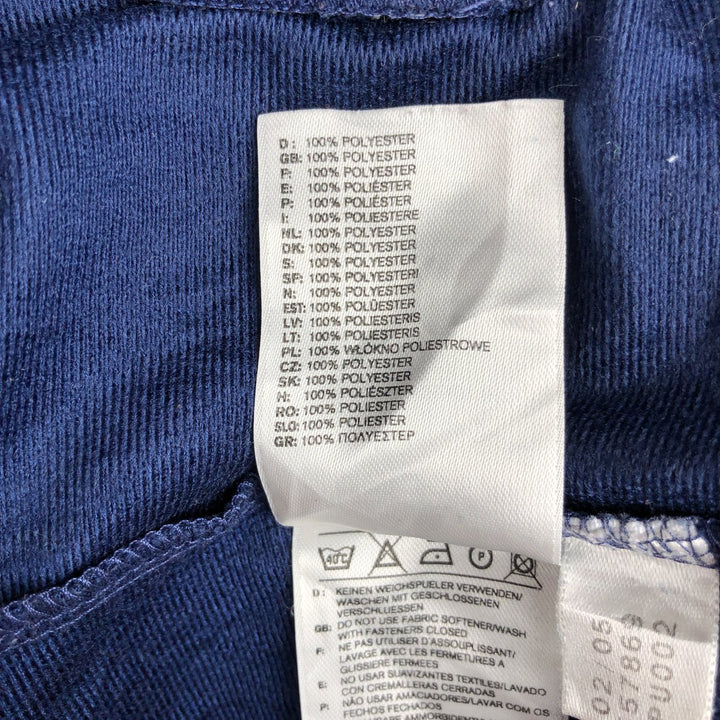 D: 100% POLYESTER
GB: 100% POLYESTER
F: 100% POLYESTER
E: 100% POLIÉSTER
P: 100% POLIÉSTER
I: 100% POLIESTERE
NL: 100% POLYESTER
DK: 100% POLYESTER
S: 100% POLYESTER
SF: 100% POLYESTERI
N: 100% POLYESTER
EST: 100% POLÜESTER
LV: 100% POLIESTERIS
LT: 100% POLIESTERIS
PL: 100% WŁÓKNO POLIESTROWE
CZ: 100% POLYESTER
SK: 100% POLYESTER
H: 100% POLIÉSZTER
RO: 100% POLIESTER
SLO: 100% POLIESTER
GR: 100% ΠΟΛΥΕΣΤΕΡ
40°C P
D: KEINEN WEICHSPUELER VERWENDEN/
WASCHEN MIT GESCHLOSSENEN
VERSCHLUESSEN
GB: DO NOT USE FABRIC SOFTENER/WASH
WITH FASTENERS CLOSED
F: NE PAS UTILISER D'ASSOUPLISSANT/
LAVAGE AVEC LES FERMETURES A
GLISSIERE FERMEES
E: NO USAR SUAVIZANTES TEXTILES/LAVADO
CON CREMALLERAS CERRADAS
P: NÃO USAR AMACIADORES/LAVAR COM OS
FECHOS FECHADOS
02/05
57869
PU002